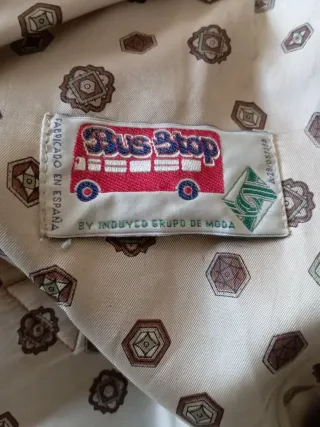 Bus Stop
BY INDUYCO GRUPO DE MODA
FABRICADO EN ESPAÑA